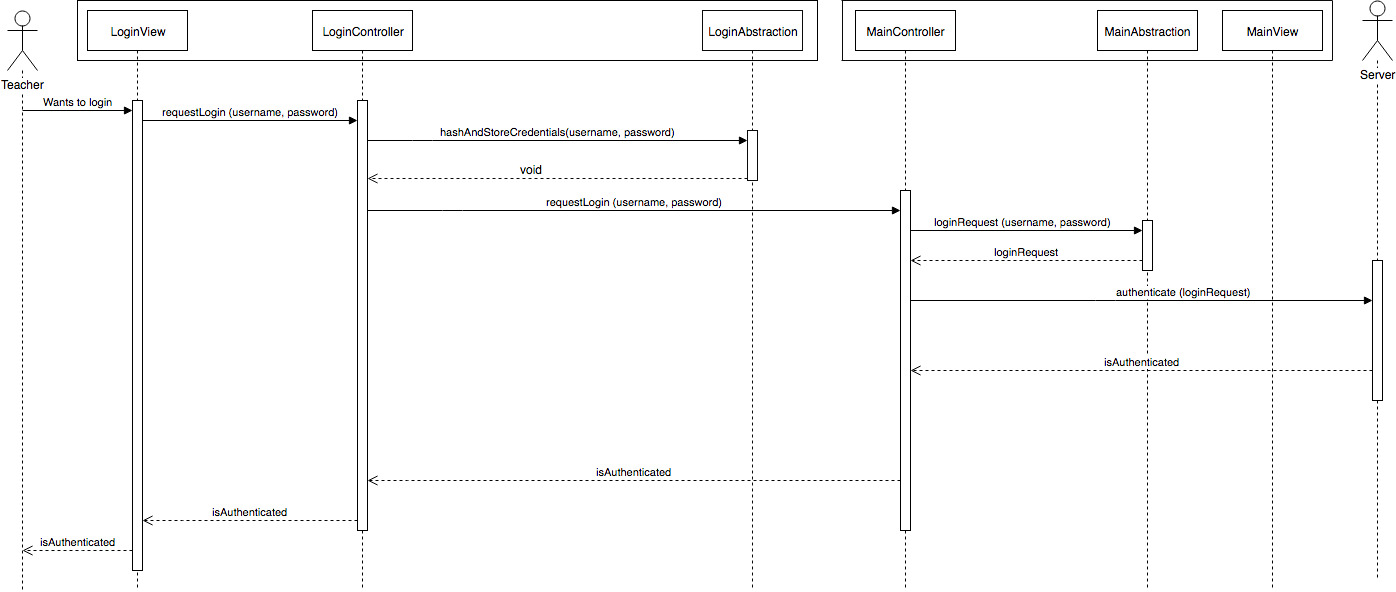 LoginView
LoginController
LoginAbstraction
MainController
MainAbstraction
MainView
Teacher
Server
Wants to login
requestLogin (username, password)
hashAndStoreCredentials(username, password)
void
requestLogin (username, password)
loginRequest (username, password)
loginRequest
authenticate (loginRequest)
isAuthenticated
isAuthenticated
isAuthenticated
isAuthenticated